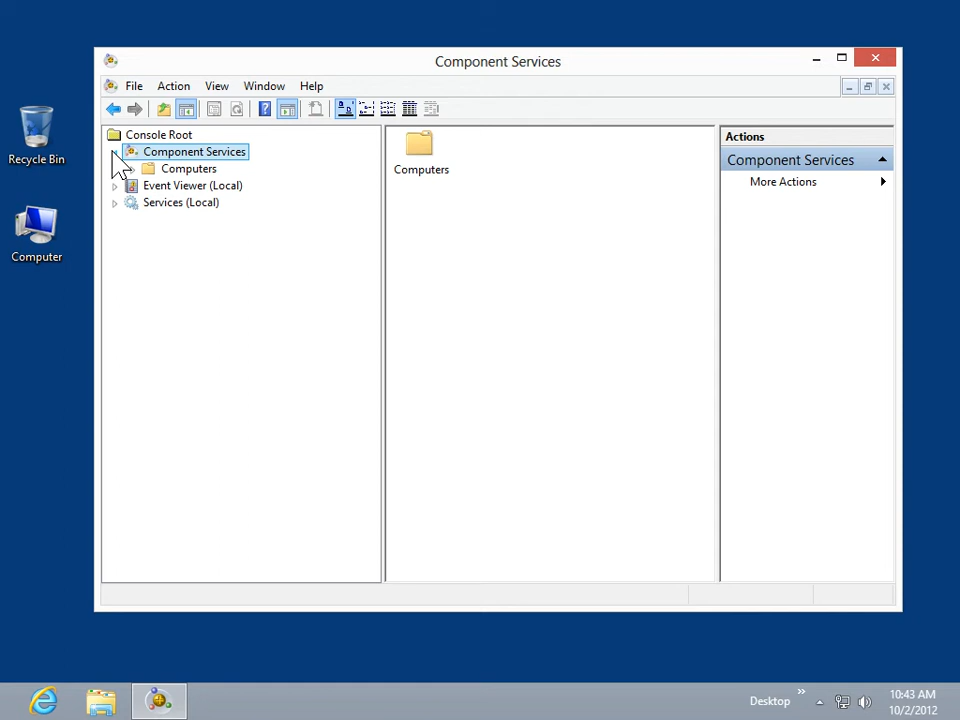 Component Services
File Action View Window Help
Console Root
Component Services
Computers
Event Viewer (Local)
Services (Local)
Computers
Actions
Component Services
More Actions
Recycle Bin
Computer
Desktop
10:43 AM
10/2/2012